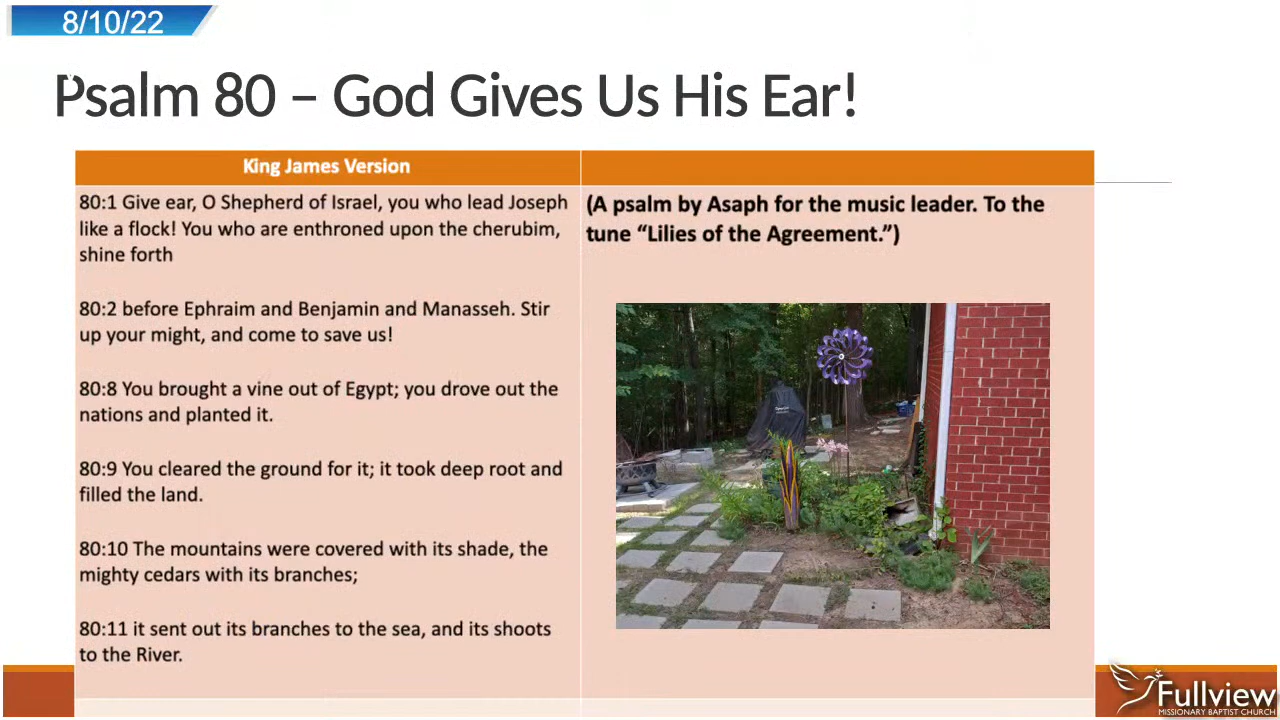 8/10/22
Psalm 80 – God Gives Us His Ear!
King James Version
80:1 Give ear, O Shepherd of Israel, you who lead Joseph
like a flock! You who are enthroned upon the cherubim,
shine forth
80:2 before Ephraim and Benjamin and Manasseh. Stir
up your might, and come to save us!
80:8 You brought a vine out of Egypt; you drove out the
nations and planted it.
80:9 You cleared the ground for it; it took deep root and
filled the land.
80:10 The mountains were covered with its shade, the
mighty cedars with its branches;
80:11 it sent out its branches to the sea, and its shoots
to the River.
(A psalm by Asaph for the music leader. To the
tune “Lilies of the Agreement.”)
Fullview
MISSIONARY BAPTIST CHURCH